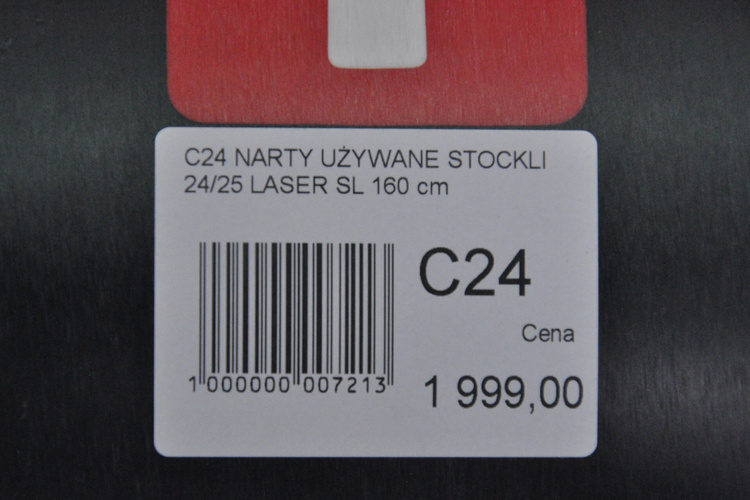 C24 NARTY UŻYWANE STOCKLI
24/25 LASER SL 160 cm
C24
Cena
1 999,00
1 000000 007213